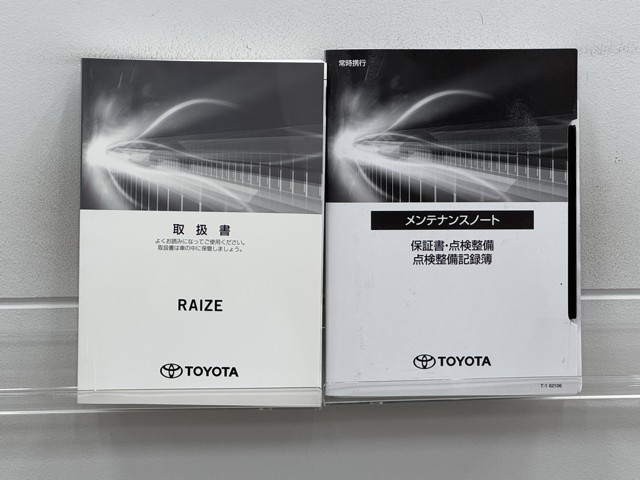 取扱書
よくお読みになってご使用ください。
取扱書は車の中に保管しましょう。
RAIZE
TOYOTA
常時携行
メンテナンスノート
保証書・点検整備
点検整備記録簿
TOYOTA
T-1 62106